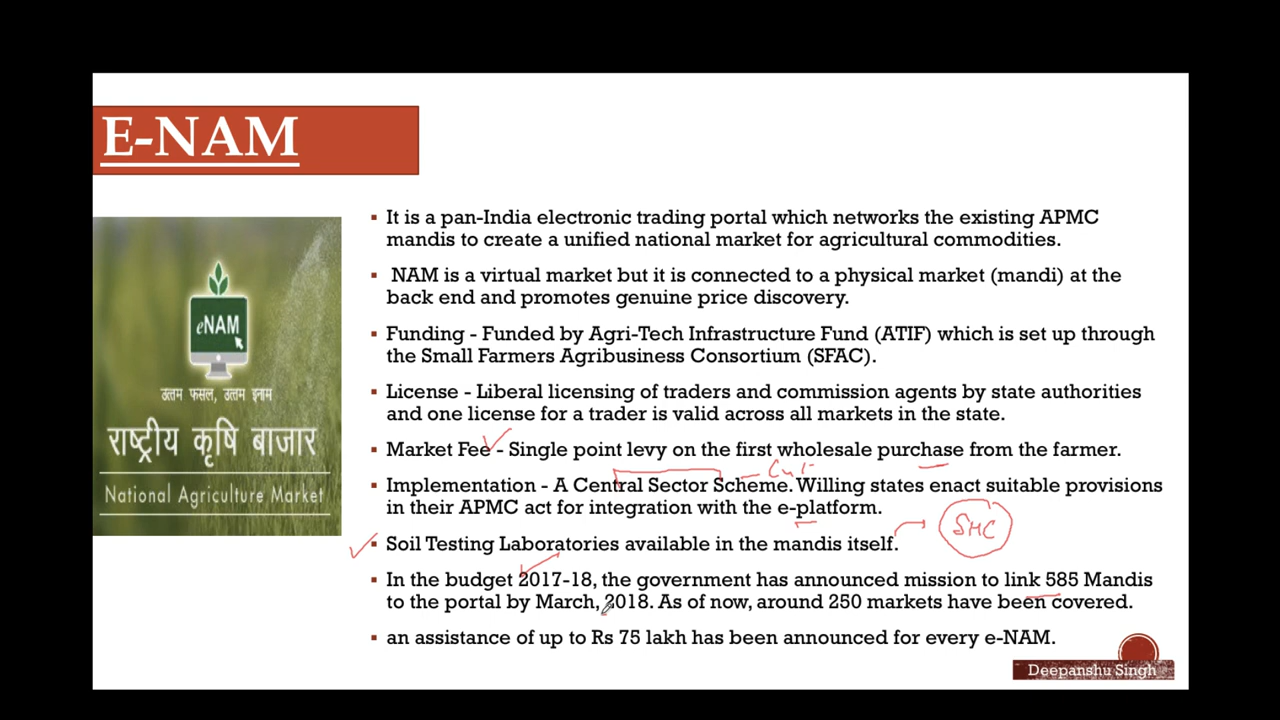 E-NAM
It is a pan-India electronic trading portal which networks the existing APMC
mandis to create a unified national market for agricultural commodities.
NAM is a virtual market but it is connected to a physical market (mandi) at the
back end and promotes genuine price discovery.
Funding - Funded by Agri-Tech Infrastructure Fund (ATIF) which is set up through
the Small Farmers Agribusiness Consortium (SFAC).
License - Liberal licensing of traders and commission agents by state authorities
and one license for a trader is valid across all markets in the state.
Market Fee - Single point levy on the first wholesale purchase from the farmer.
Implementation - A Central Sector Scheme. Willing states enact suitable provisions
in their APMC act for integration with the e-platform.
Soil Testing Laboratories available in the mandis itself.
SHC
In the budget 2017-18, the government has announced mission to link 585 Mandis
to the portal by March, 2018. As of now, around 250 markets have been covered.
an assistance of up to Rs 75 lakh has been announced for every e-NAM.
eNAM
उत्तम फसल, उत्तम इनाम
राष्ट्रीय कृषि बाजार
National Agriculture Market
Deepanshu Singh